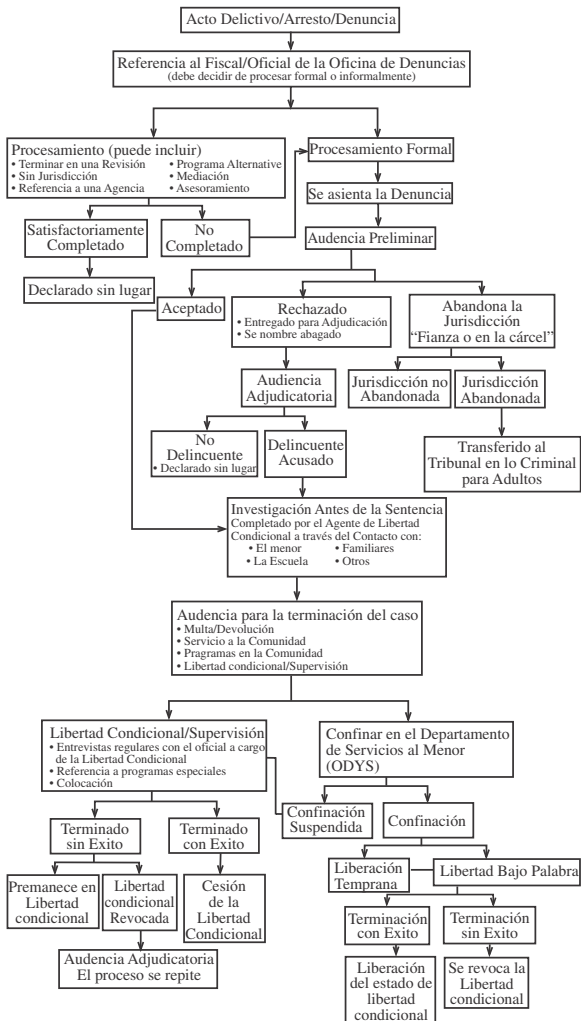 Acto Delictivo/Arresto/Denuncia
Referencia al Fiscal/Oficial de la Oficina de Denuncias
(debe decidir de procesar formal o informalmente)
Procesamiento (puede incluir)
• Terminar en una Revisión
• Sin Jurisdicción
• Referencia a una Agencia
• Programa Alternative
• Mediación
• Asesoramiento
Procesamiento Formal
Se asienta la Denuncia
Satisfactoriamente
Completado
No
Completado
Audencia Preliminar
Declarado sin lugar
Aceptado
Rechazado
• Entregado para Adjudicación
• Se nombre abagado
Abandona la
Jurisdicción
“Fianza o en la cárcel”
Audiencia
Adjudicatoria
Jurisdicción no
Abandonada
Jurisdicción
Abandonada
No
Delincuente
• Declarado sin lugar
Delincuente
Acusado
Transferido al
Tribunal en lo Criminal
para Adultos
Investigación Antes de la Sentencia
Completado por el Agente de Libertad
Condicional a través del Contacto con:
• El menor
• Familiares
• La Escuela
• Otros
Audencia para la terminación del caso
• Multa/Devolución
• Servicio a la Comunidad
• Pragramas en la Comunidad
• Libertad condicional/Supervisión
Libertad Condicional/Supervisión
• Entrevistas regulares con el oficial a cargo
de la Libertad Condicional
• Referencia a programas especiales
• Colocación
Confinar en el Departamento
de Servicios al Menor
(ODYS)
Terminado
sin Exito
Terminado
con Exito
Confinación
Suspendida
Confinación
Premanece en
Libertad
condicional
Libertad
condicional
Revocada
Cesión
de la
Libertad
Condicional
Liberación
Temprana
Libertad Bajo Palabra
Terminación
con Exito
Terminación
sin Exito
Audencia Adjudicatoria
El proceso se repite
Liberación
del estado de
libertad
condicional
Se revoca la
Libertad
condicional